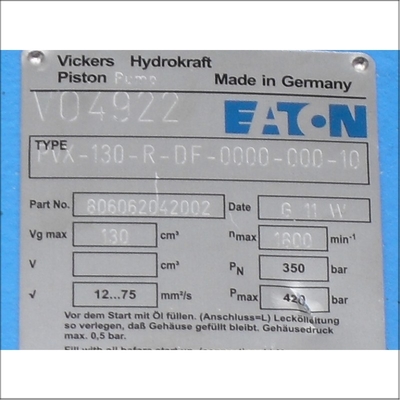 Vickers Hydrokraft
Piston Pump Made in Germany
V04922 EATON
TYPE
PVX-130-R-DF-0000-000-10
Part No. 806062042002 Date G 11 W
Vg max 130 cm³ nmax 1800 min⁻¹
V cm³ PN 350 bar
√ 12...75 mm²/s Pmax 420 bar
Vor dem Start mit Öl füllen. (Anschluss=L) Leckölleitung
so verlegen, daß Gehäuse gefüllt bleibt. Gehäusedruck
max. 0,5 bar.